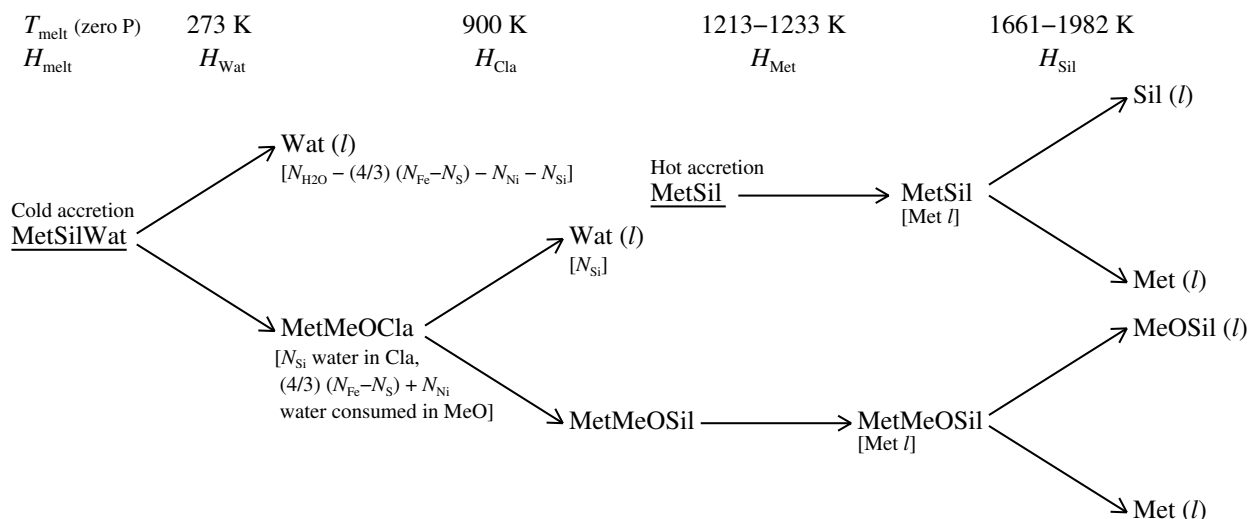 T_melt (zero P) 273 K 900 K 1213–1233 K 1661–1982 K
H_melt H_Wat H_Cla H_Met H_Sil
Sil (l)
Wat (l)
[N_H2O – (4/3) (N_Fe–N_S) – N_Ni – N_Si]
Hot accretion
MetSil
MetSil
[Met l]
Cold accretion
MetSilWat
Wat (l)
[N_Si]
Met (l)
MetMeOCla
[N_Si water in Cla,
(4/3) (N_Fe–N_S) + N_Ni
water consumed in MeO]
MeOSil (l)
MetMeOSil
MetMeOSil
[Met l]
Met (l)